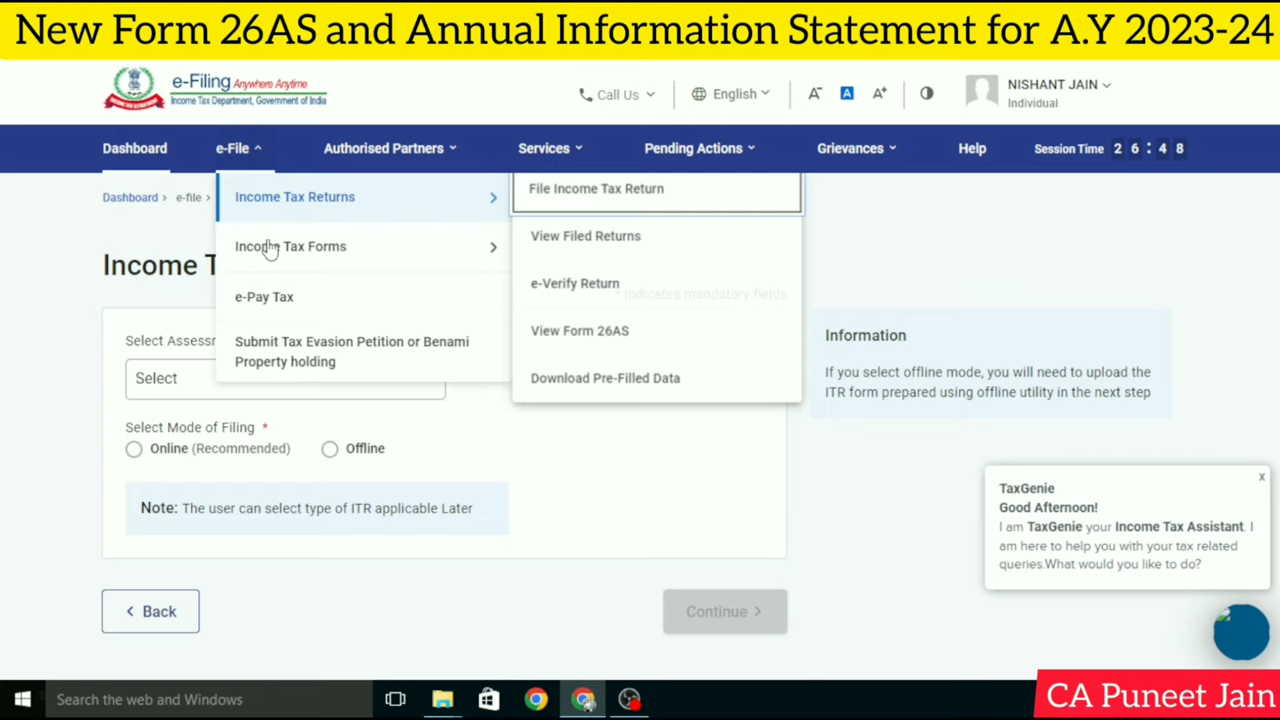 New Form 26AS and Annual Information Statement for A.Y 2023-24
e-Filing Anywhere Anytime
Income Tax Department, Government of India
Call Us
English
A-
A
A+
NISHANT JAIN
Individual
Dashboard
e-File
Authorised Partners
Services
Pending Actions
Grievances
Help
Session Time 2 6 : 4 8
Dashboard > e-file >
Income Tax Returns
File Income Tax Return
View Filed Returns
Income Tax Forms
Income T
e-Verify Return
* Indicates mandatory fields
e-Pay Tax
View Form 26AS
Submit Tax Evasion Petition or Benami
Property holding
Download Pre-Filled Data
Select Assessm
Select
Information
If you select offline mode, you will need to upload the
ITR form prepared using offline utility in the next step
Select Mode of Filing *
Online (Recommended)
Offline
Note: The user can select type of ITR applicable Later
x
TaxGenie
Good Afternoon!
I am TaxGenie your Income Tax Assistant. I
am here to help you with your tax related
queries.What would you like to do?
< Back
Continue >
Search the web and Windows
CA Puneet Jain